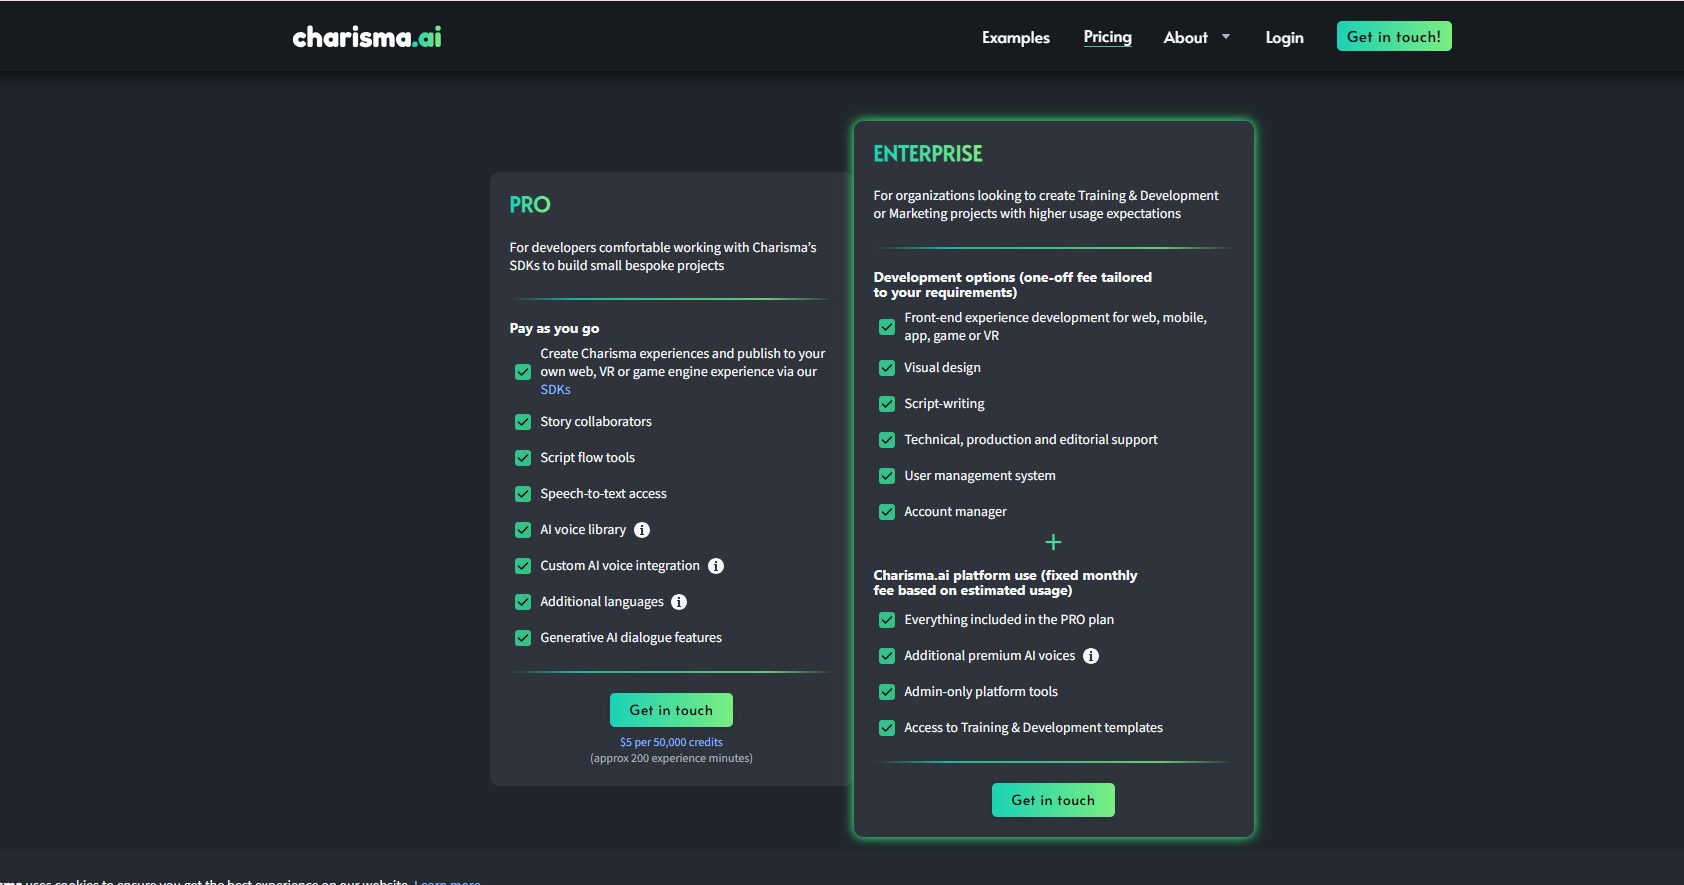 charisma.ai
Examples
Pricing
About
Login
Get in touch!
PRO
For developers comfortable working with Charisma's
SDKs to build small bespoke projects
Pay as you go
Create Charisma experiences and publish to your
own web, VR or game engine experience via our
SDKs
Story collaborators
Script flow tools
Speech-to-text access
AI voice library
Custom AI voice integration
Additional languages
Generative AI dialogue features
Get in touch
$5 per 50,000 credits
(approx 200 experience minutes)
ENTERPRISE
For organizations looking to create Training & Development
or Marketing projects with higher usage expectations
Development options (one-off fee tailored
to your requirements)
Front-end experience development for web, mobile,
app, game or VR
Visual design
Script-writing
Technical, production and editorial support
User management system
Account manager
+
Charisma.ai platform use (fixed monthly
fee based on estimated usage)
Everything included in the PRO plan
Additional premium AI voices
Admin-only platform tools
Access to Training & Development templates
Get in touch
uses cookies to ensure you get the best experience on our website. Learn more